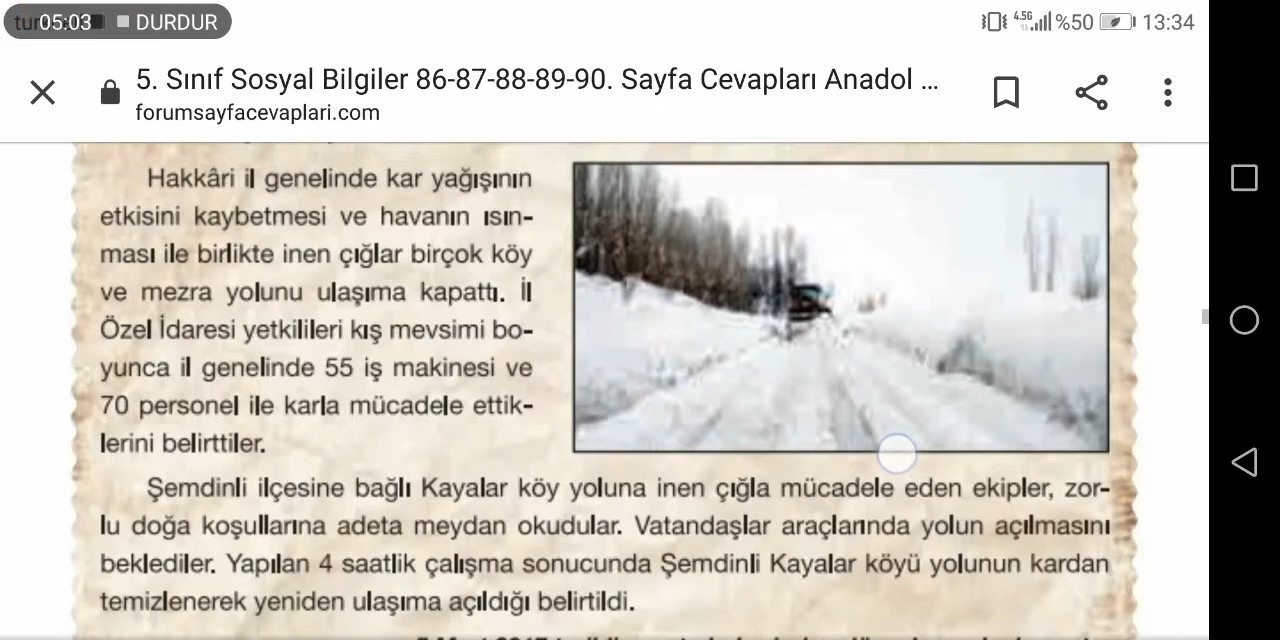 05:03 DURDUR
4.5G %50 13:34
5. Sınıf Sosyal Bilgiler 86-87-88-89-90. Sayfa Cevapları Anadol ...
forumsayfacevaplari.com
Hakkâri il genelinde kar yağışının
etkisini kaybetmesi ve havanın ısın-
ması ile birlikte inen çığlar birçok köy
ve mezra yolunu ulaşıma kapattı. İl
Özel İdaresi yetkilileri kış mevsimi bo-
yunca il genelinde 55 iş makinesi ve
70 personel ile karla mücadele ettik-
lerini belirttiler.
Şemdinli ilçesine bağlı Kayalar köy yoluna inen çığla mücadele eden ekipler, zor-
lu doğa koşullarına adeta meydan okudular. Vatandaşlar araçlarında yolun açılmasını
beklediler. Yapılan 4 saatlik çalışma sonucunda Şemdinli Kayalar köyü yolunun kardan
temizlenerek yeniden ulaşıma açıldığı belirtildi.